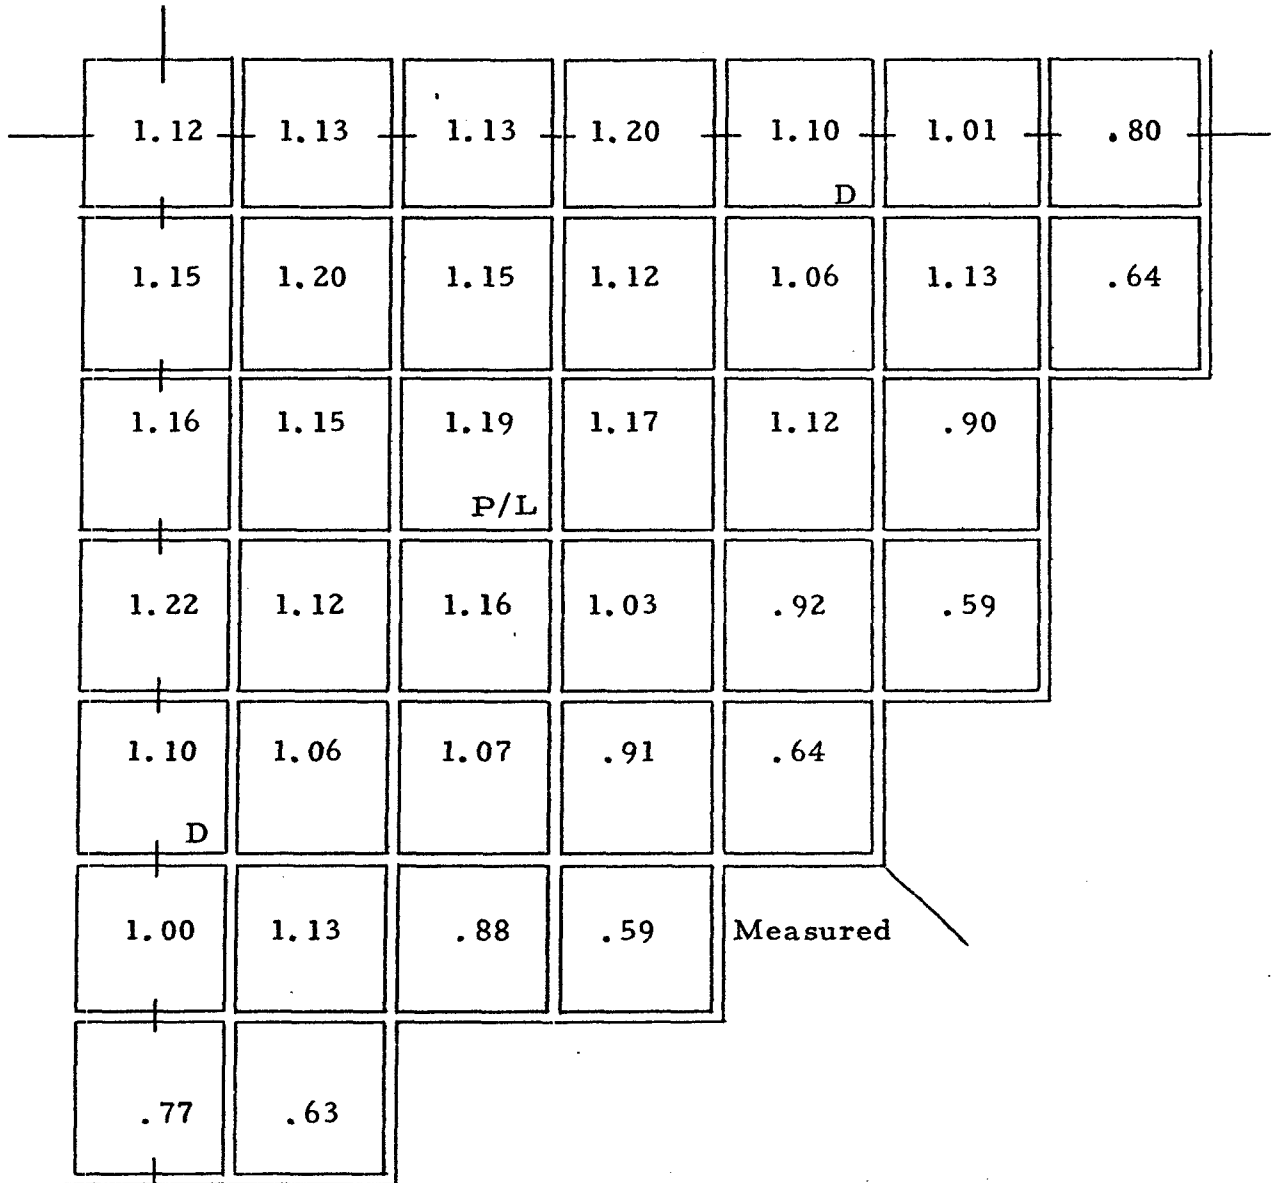 1.12 1.13 1.13 1.20 1.10 1.01 .80
D
1.15 1.20 1.15 1.12 1.06 1.13 .64
1.16 1.15 1.19 1.17 1.12 .90
P/L
1.22 1.12 1.16 1.03 .92 .59
1.10 1.06 1.07 .91 .64
D
1.00 1.13 .88 .59 Measured
.77 .63